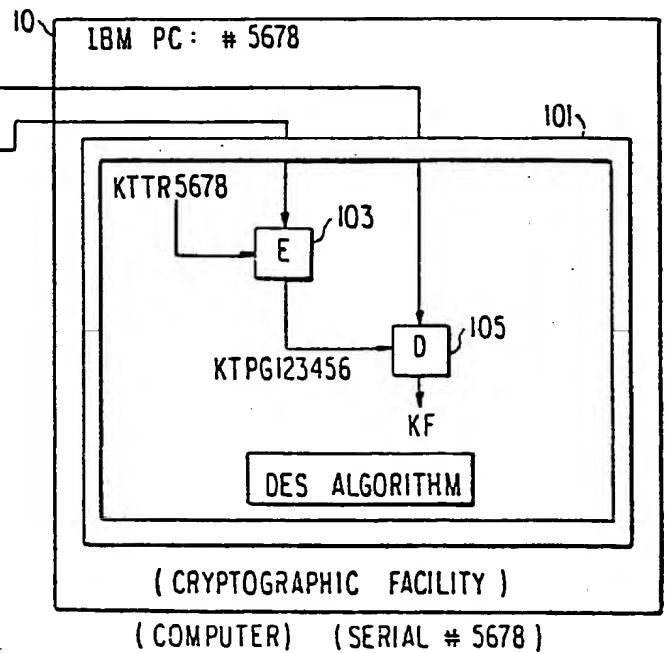 10
IBM PC: # 5678
101
KTTR5678
103
E
D
105
KTPG123456
KF
DES ALGORITHM
(CRYPTOGRAPHIC FACILITY)
(COMPUTER) (SERIAL # 5678)